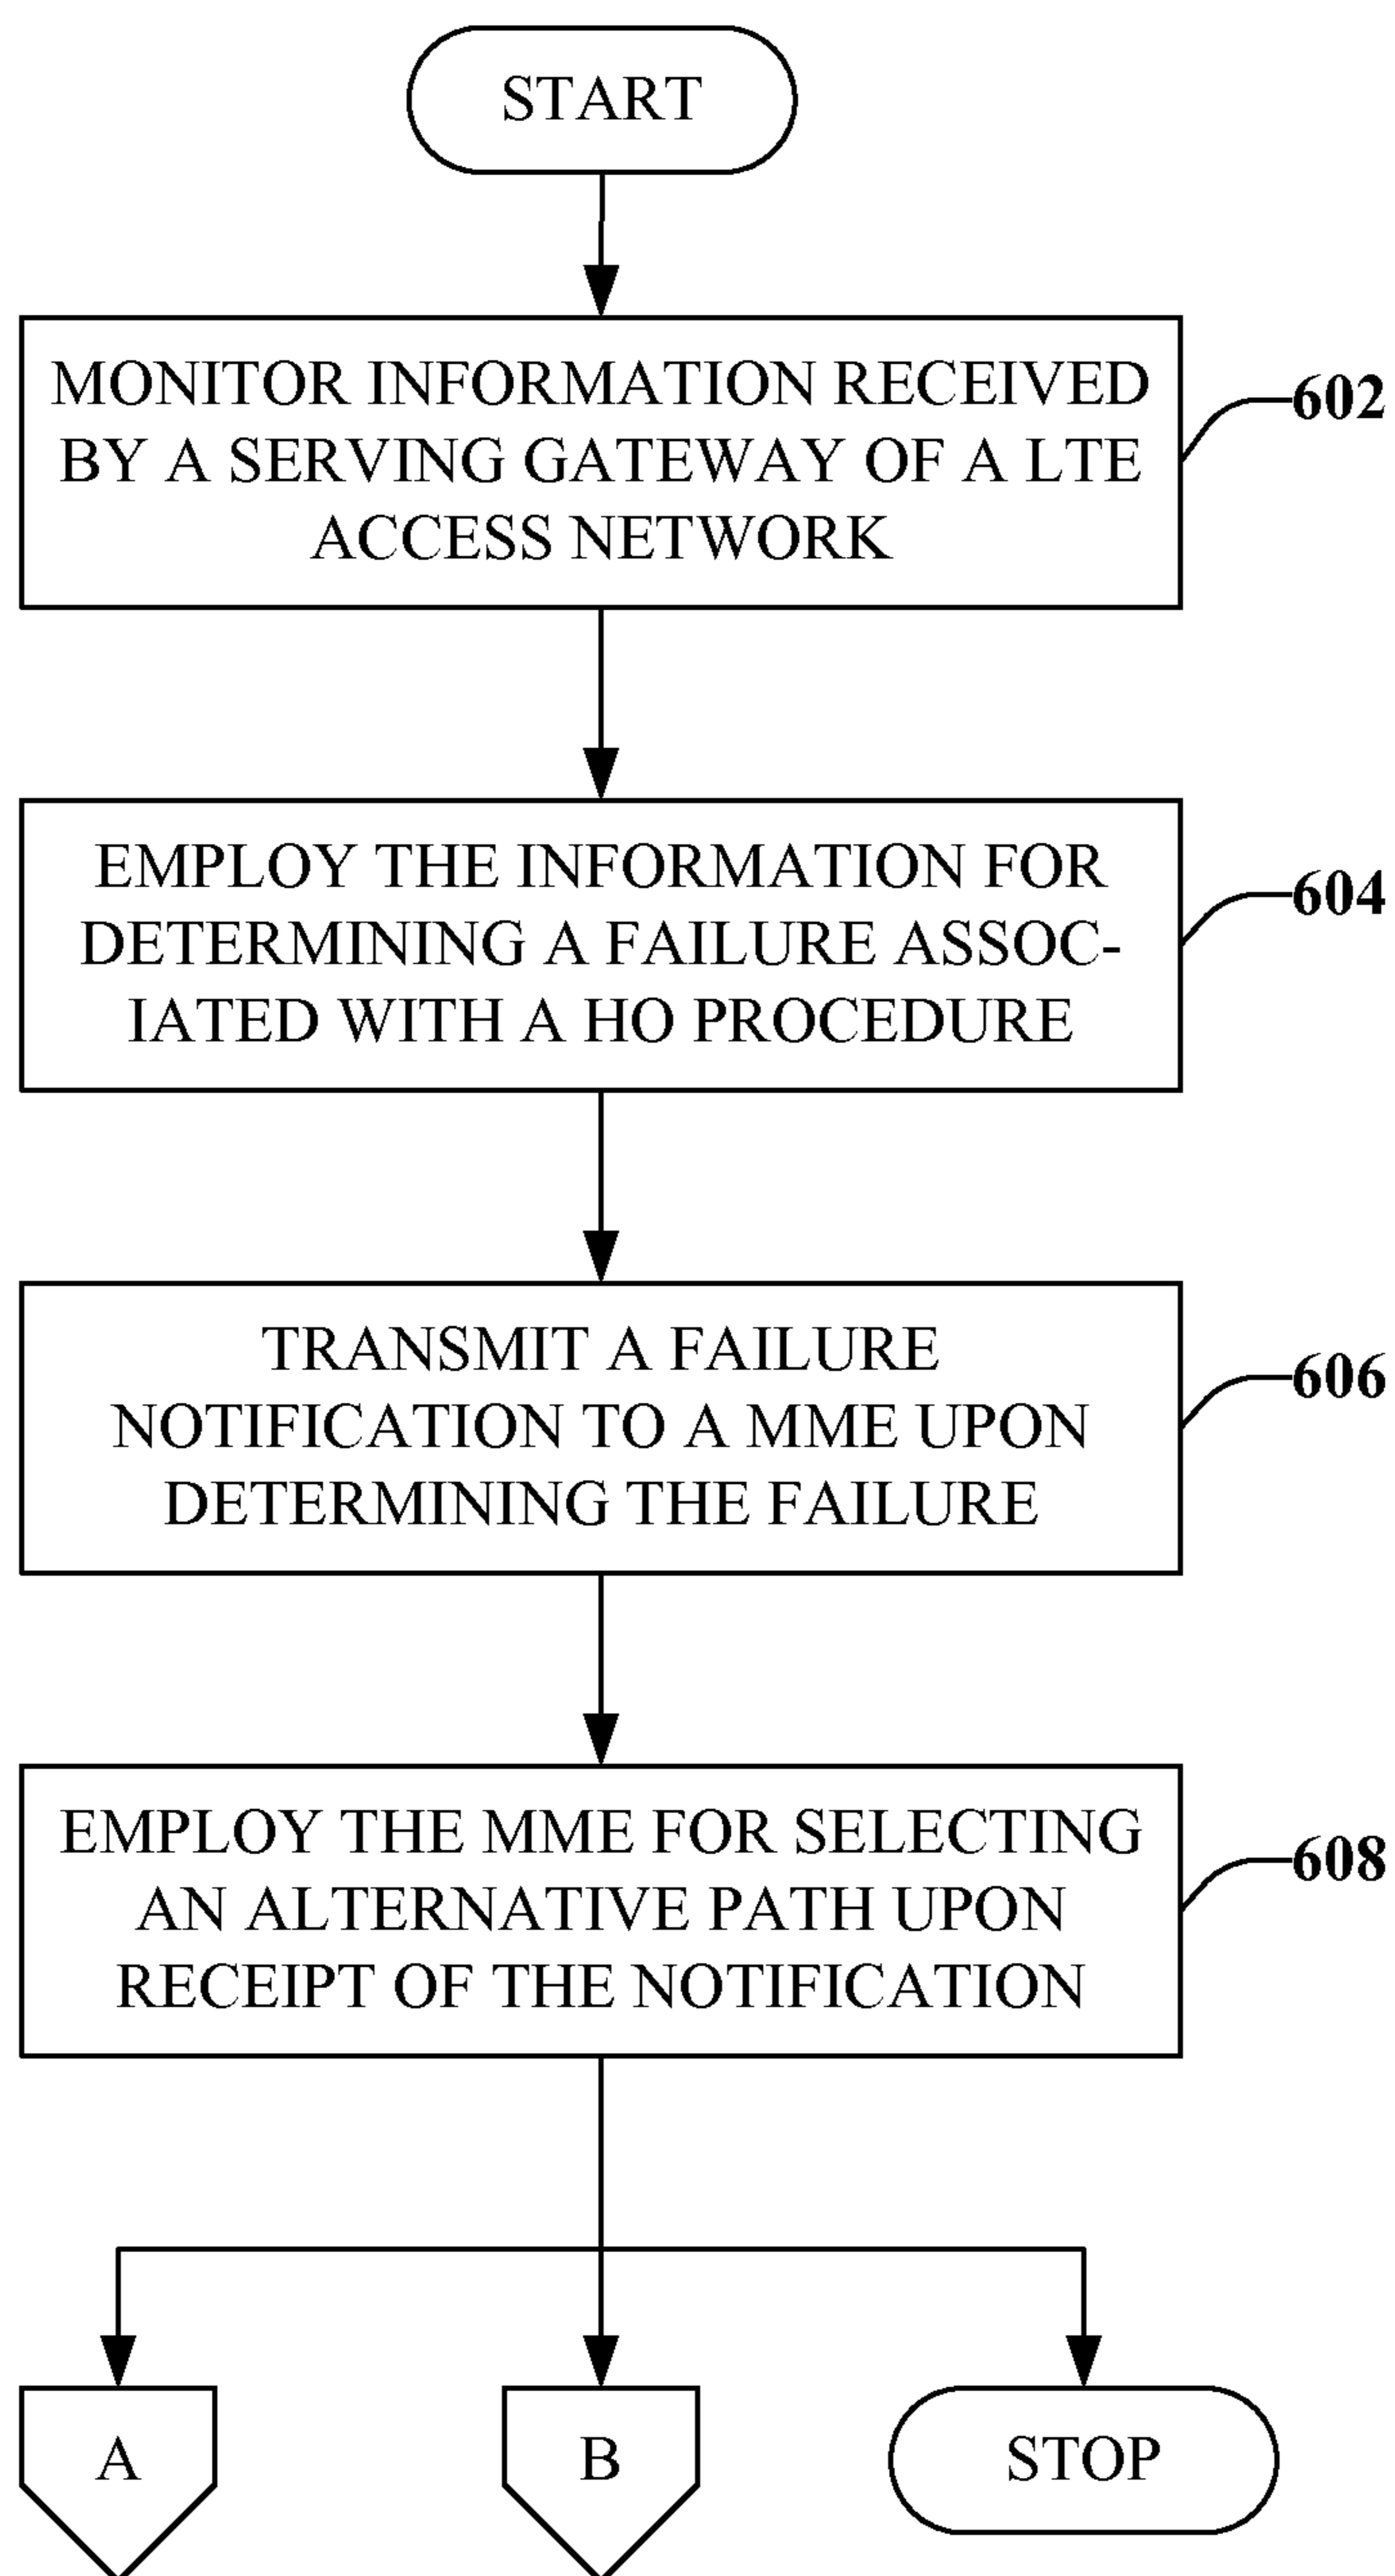 START
MONITOR INFORMATION RECEIVED
BY A SERVING GATEWAY OF A LTE
ACCESS NETWORK
602
EMPLOY THE INFORMATION FOR
DETERMINING A FAILURE ASSOC-
IATED WITH A HO PROCEDURE
604
TRANSMIT A FAILURE
NOTIFICATION TO A MME UPON
DETERMINING THE FAILURE
606
EMPLOY THE MME FOR SELECTING
AN ALTERNATIVE PATH UPON
RECEIPT OF THE NOTIFICATION
608
A
B
STOP